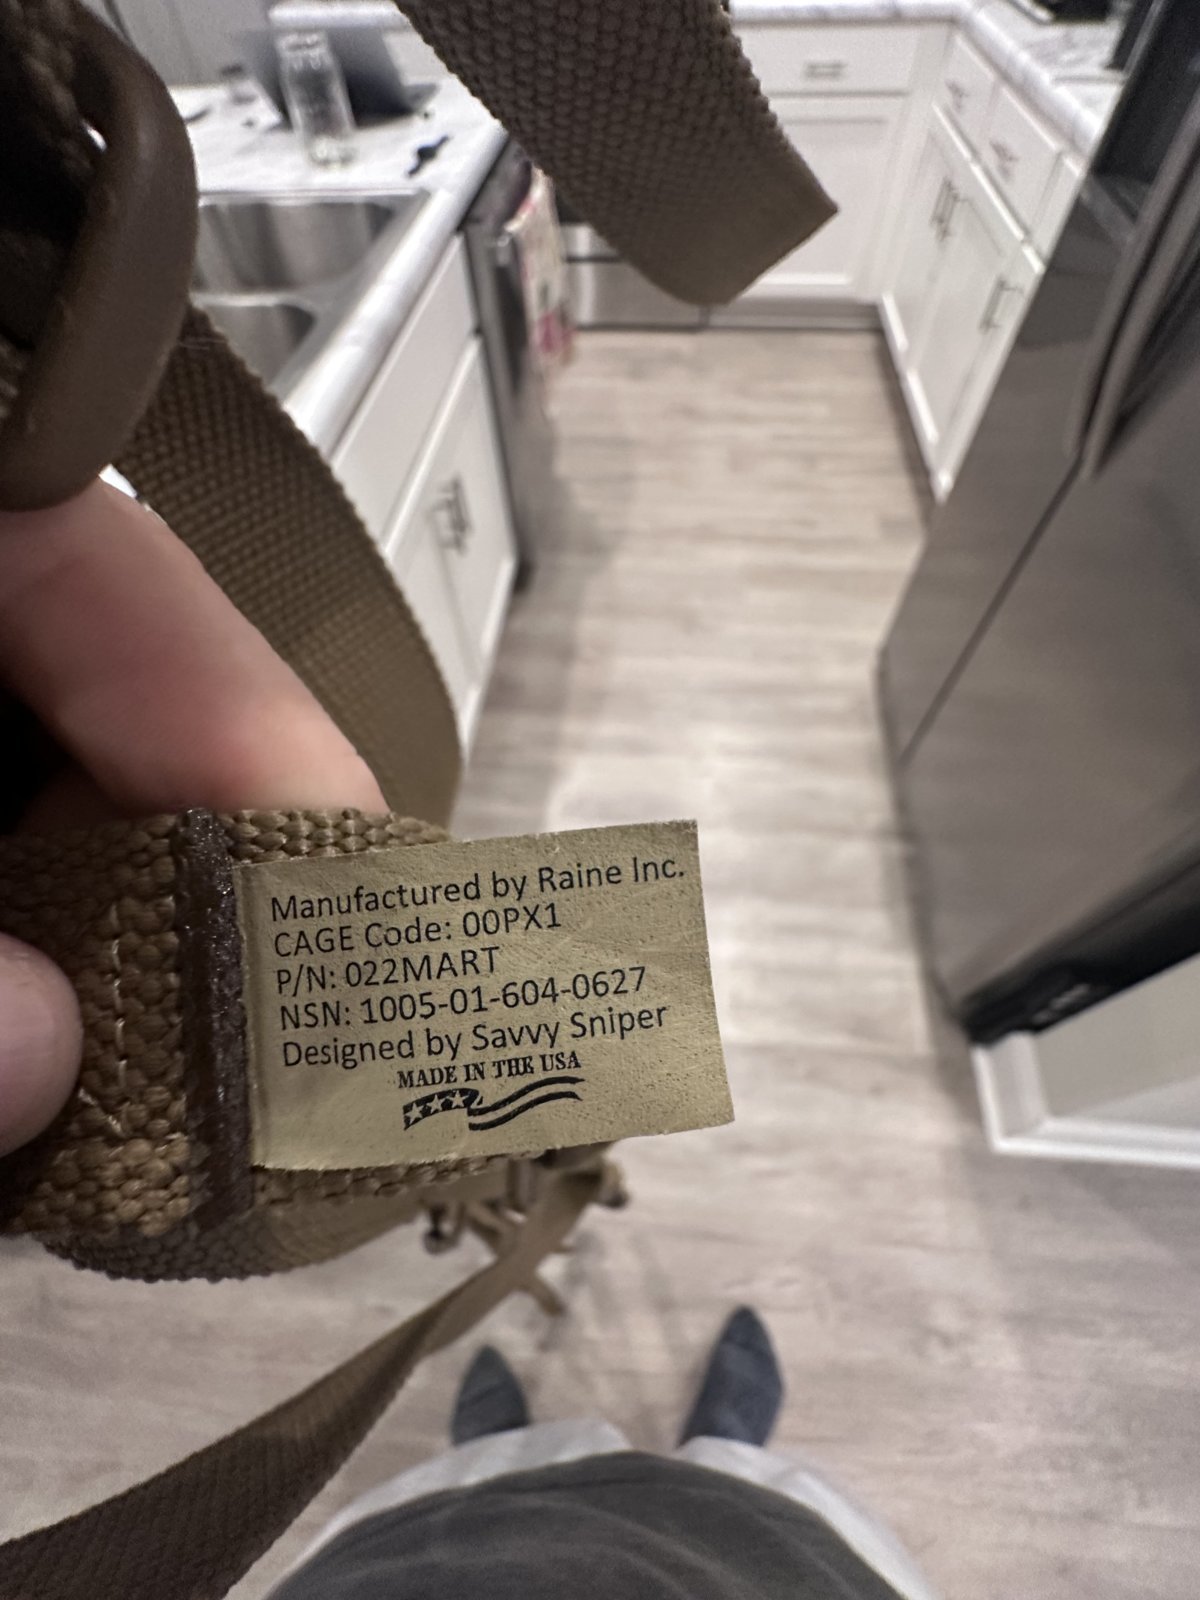 Manufactured by Raine Inc.
CAGE Code: 00PX1
P/N: 022MART
NSN: 1005-01-604-0627
Designed by Savvy Sniper
MADE IN THE USA